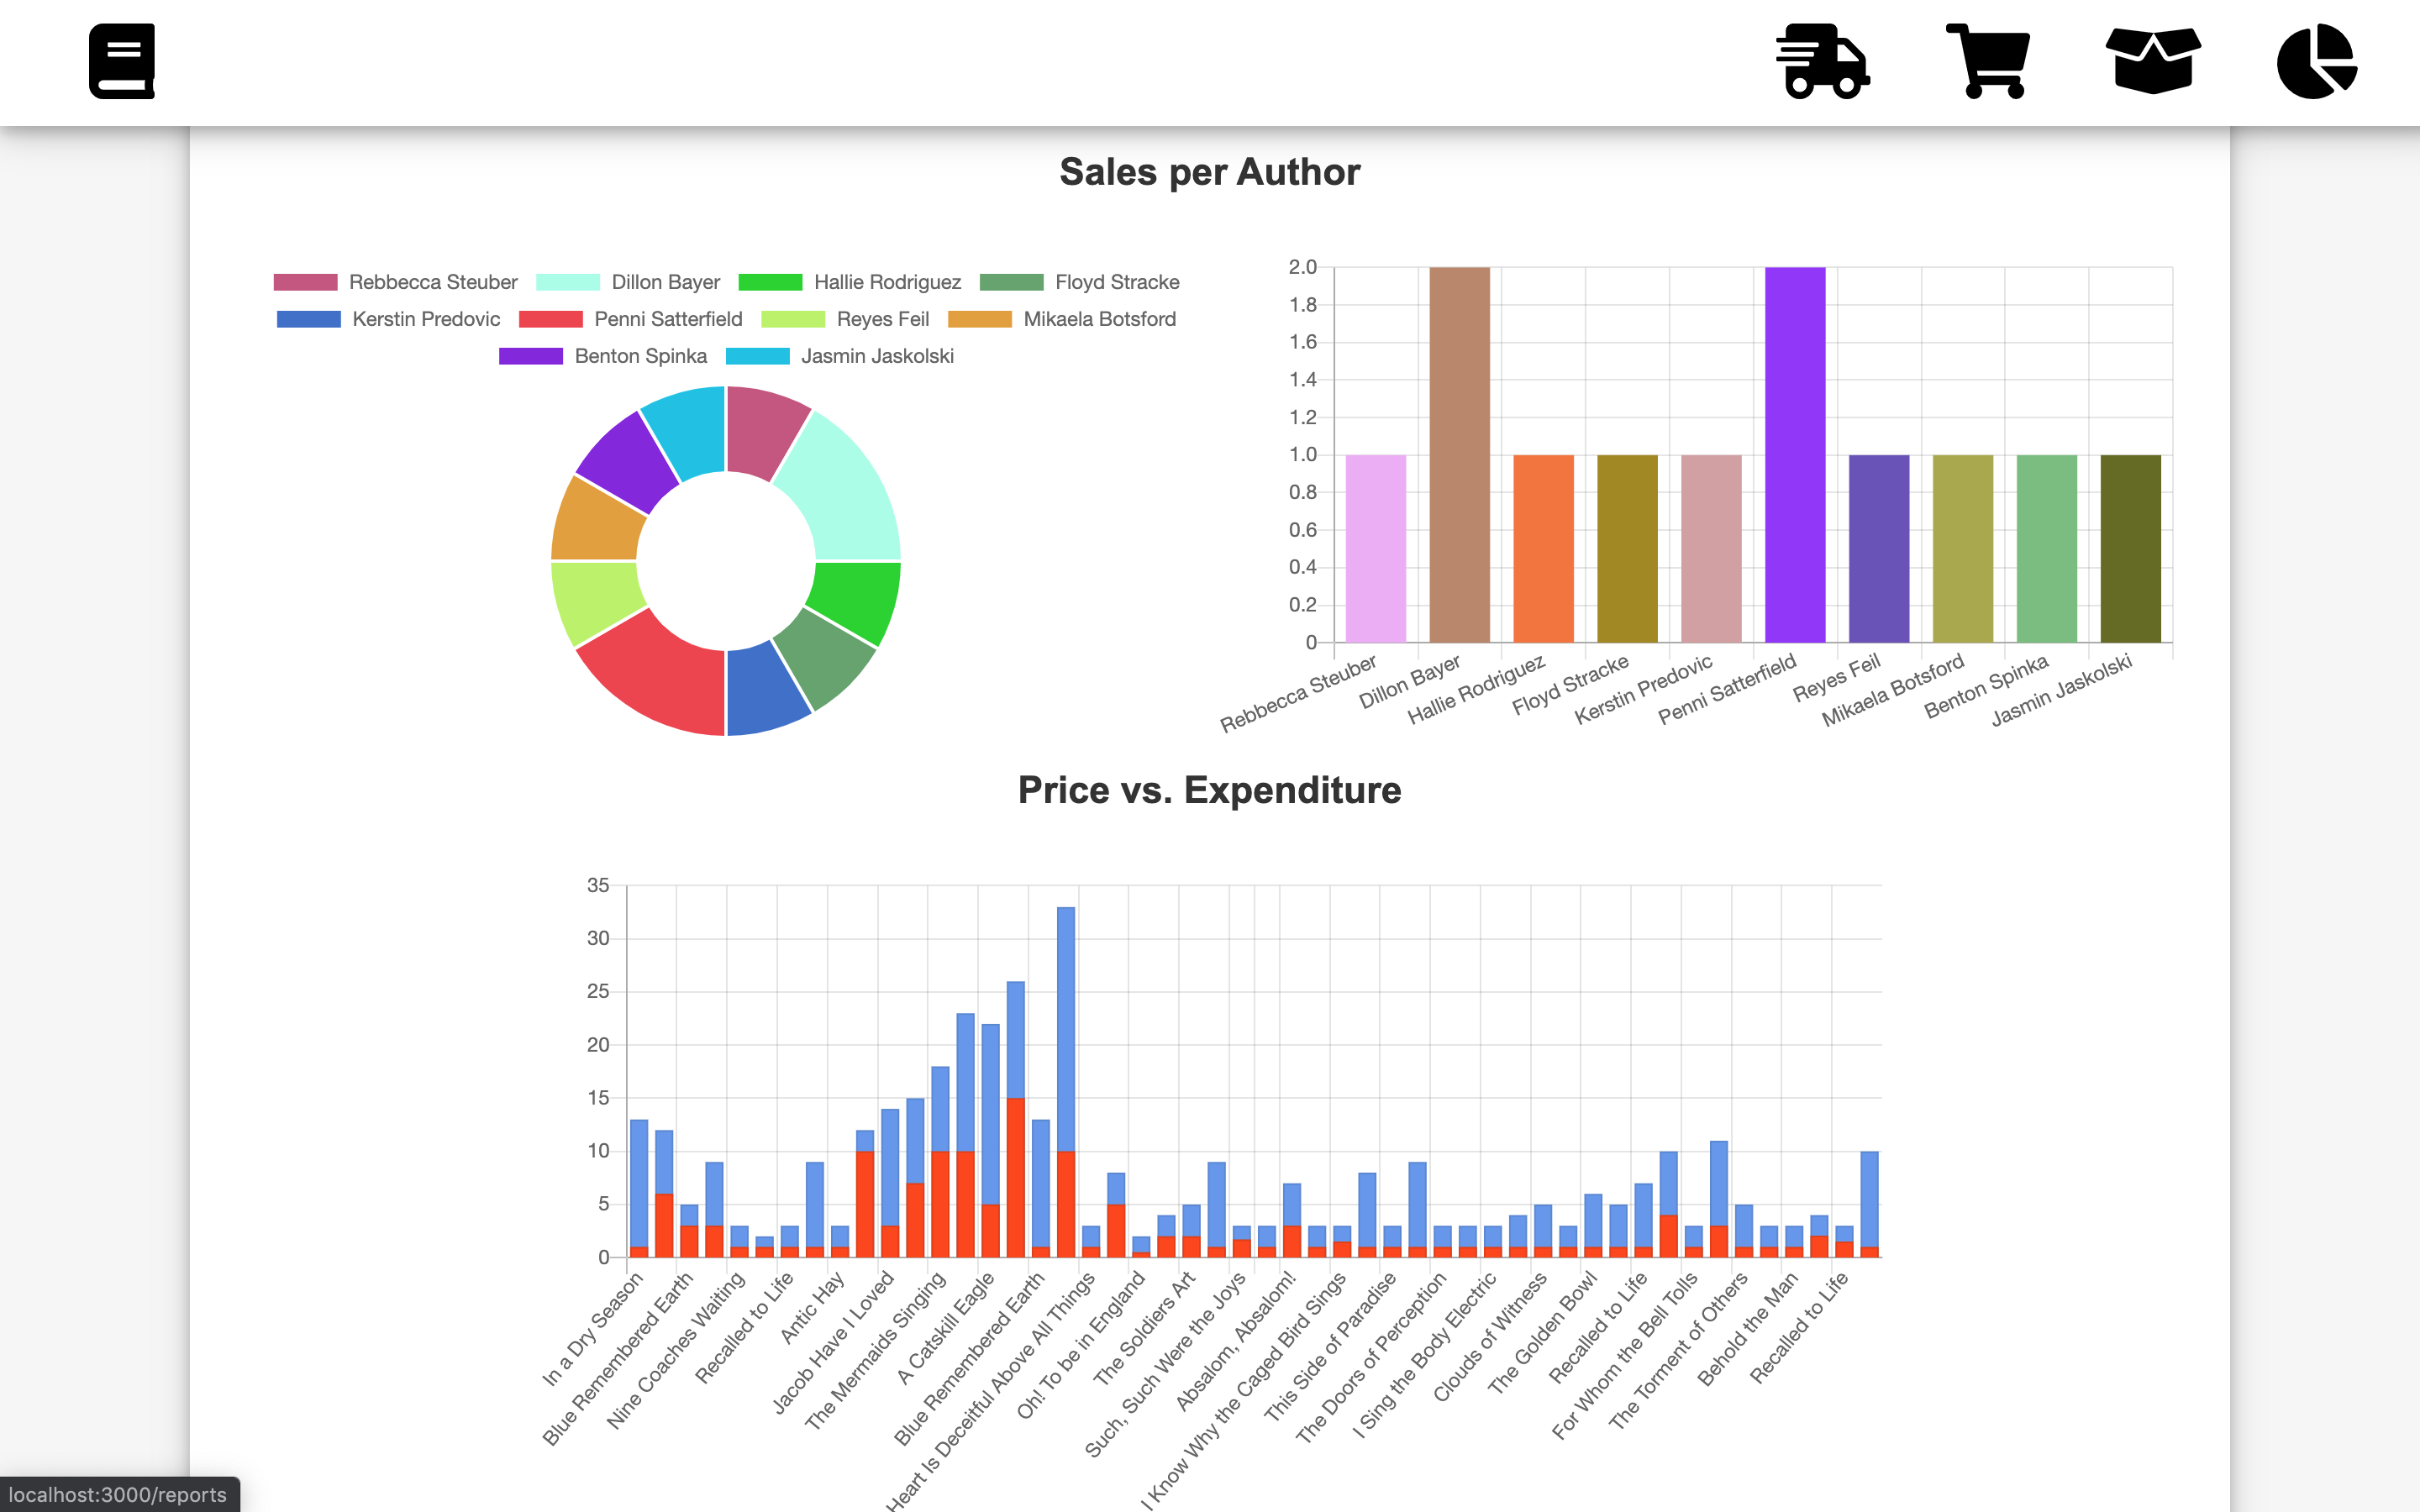 Sales per Author
Rebbecca Steuber Dillon Bayer Hallie Rodriguez Floyd Stracke
Kerstin Predovic Penni Satterfield Reyes Feil Mikaela Botsford
Benton Spinka Jasmin Jaskolski
2.0
1.8
1.6
1.4
1.2
1.0
0.8
0.6
0.4
0.2
0
Rebbecca Steuber
Dillon Bayer
Hallie Rodriguez
Floyd Stracke
Kerstin Predovic
Penni Satterfield
Reyes Feil
Mikaela Botsford
Benton Spinka
Jasmin Jaskolski
Price vs. Expenditure
35
30
25
20
15
10
5
0
In a Dry Season
Blue Remembered Earth
Nine Coaches Waiting
Recalled to Life
Antic Hay
Jacob Have I Loved
The Mermaids Singing
A Catskill Eagle
Blue Remembered Earth
Heart Is Deceitful Above All Things
Oh! To be in England
The Soldiers Art
Such, Such Were the Joys
Absalom, Absalom!
I Know Why the Caged Bird Sings
This Side of Paradise
The Doors of Perception
I Sing the Body Electric
Clouds of Witness
The Golden Bowl
Recalled to Life
For Whom the Bell Tolls
The Torment of Others
Behold the Man
Recalled to Life
localhost:3000/reports